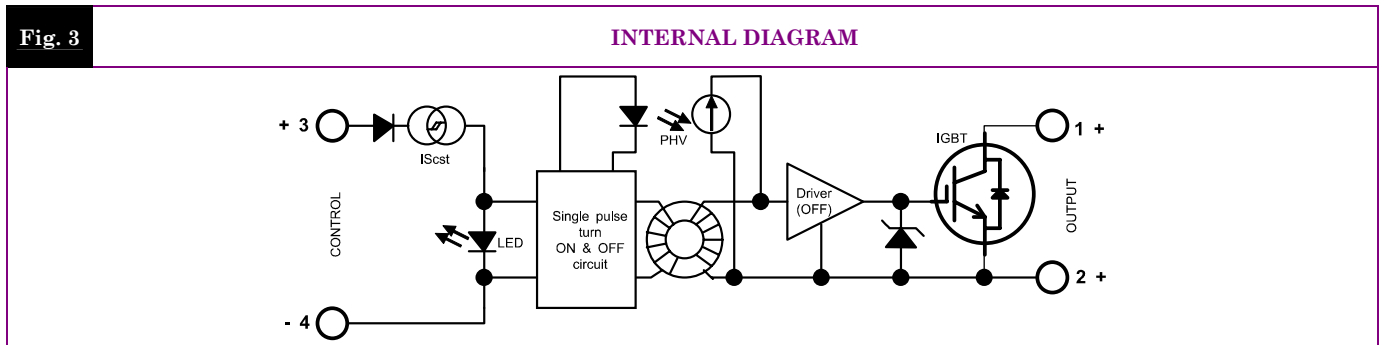 Fig. 3
INTERNAL DIAGRAM
+ 3
IScst
PHV
IGBT
1 +
CONTROL
LED
Single pulse
turn
ON & OFF
circuit
Driver
(OFF)
OUTPUT
2 +
- 4